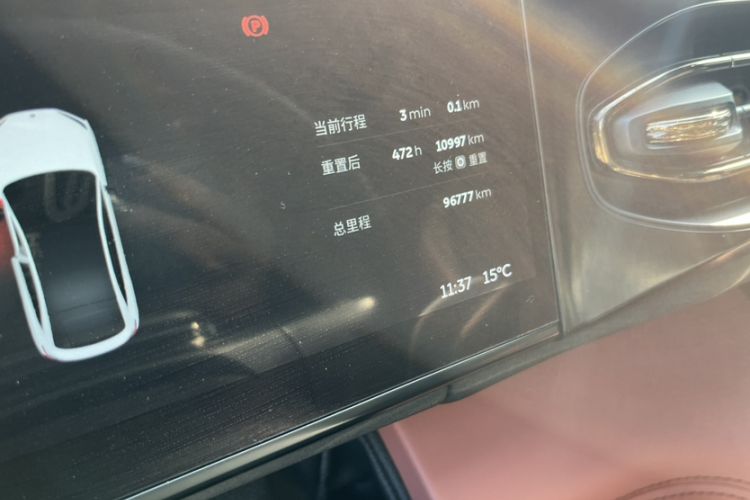 P
当前行程 3 min 0.1 km
重置后 472 h 10997 km
长按 重置
总里程 96777 km
11:37 15°C